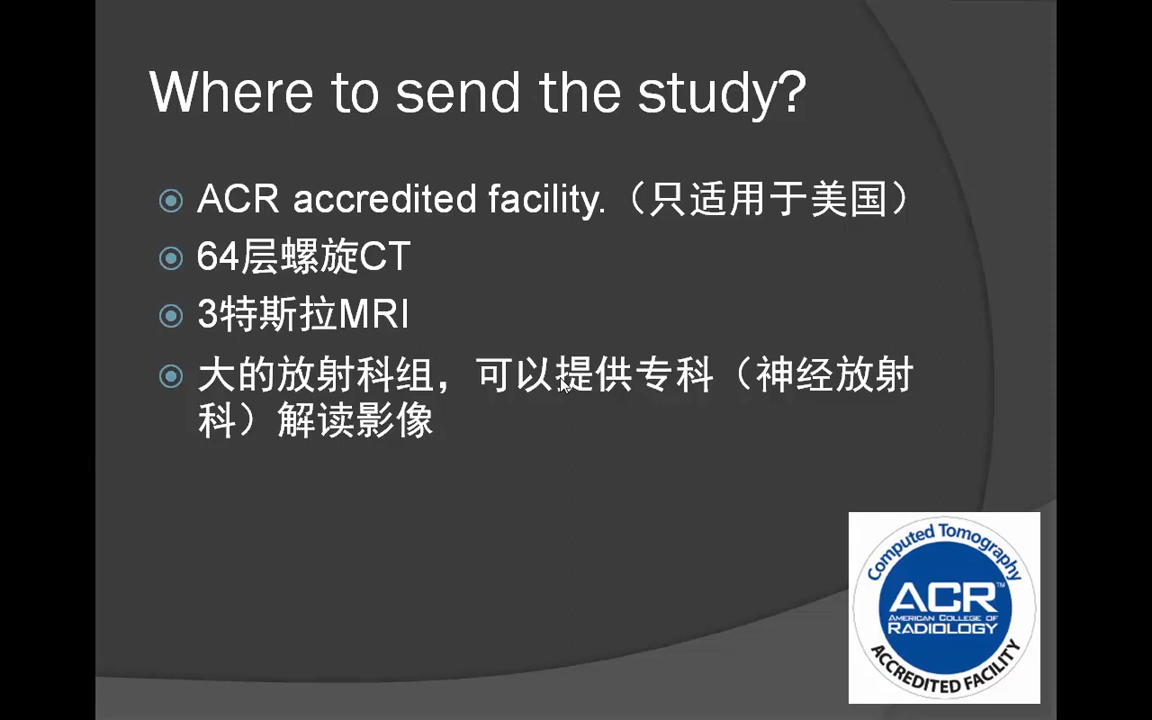 Where to send the study?
ACR accredited facility.（只适用于美国）
64层螺旋CT
3特斯拉MRI
大的放射科组，可以提供专科（神经放射
科）解读影像
Computed Tomography
ACR™
AMERICAN COLLEGE OF
RADIOLOGY
ACCREDITED FACILITY